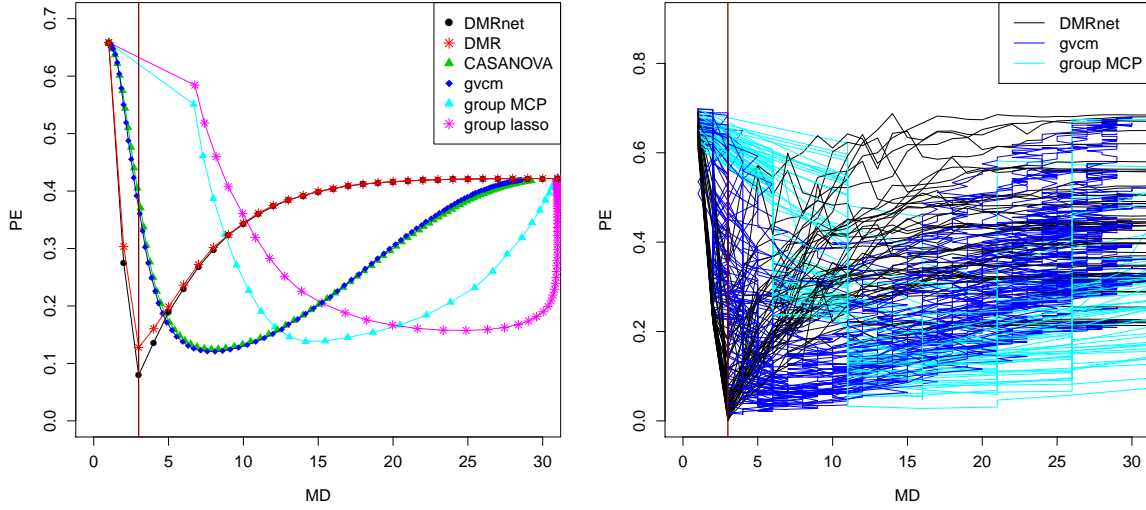 PE
0.0 0.1 0.2 0.3 0.4 0.5 0.6 0.7
DMRnet
DMR
CASANOVA
gvcm
group MCP
group lasso
0 5 10 15 20 25 30
MD
PE
0.0 0.2 0.4 0.6 0.8
DMRnet
gvcm
group MCP
0 5 10 15 20 25 30
MD